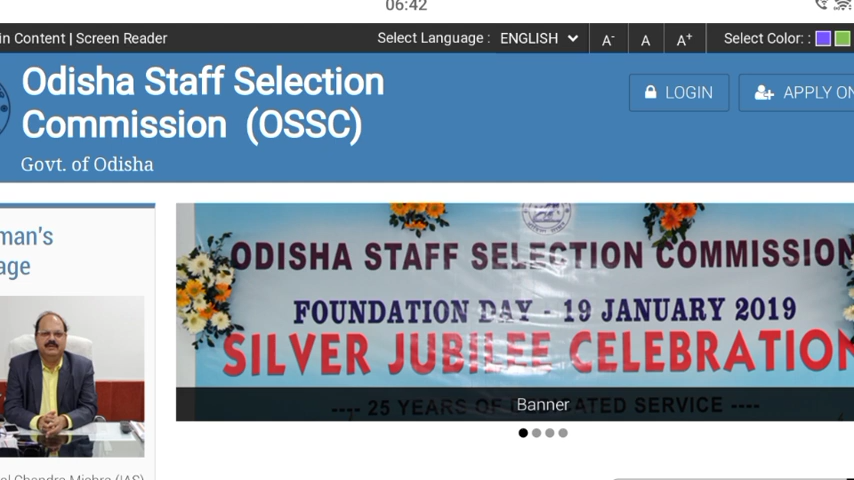 06:42
in Content | Screen Reader
Select Language : ENGLISH
A- A A+
Select Color: :
Odisha Staff Selection
Commission (OSSC)
Govt. of Odisha
LOGIN
APPLY ON
man's
age
ODISHA STAFF SELECTION COMMISSION
FOUNDATION DAY - 19 JANUARY 2019
SILVER JUBILEE CELEBRATION
---- 25 YEARS OF DEDICATED SERVICE ----
Banner